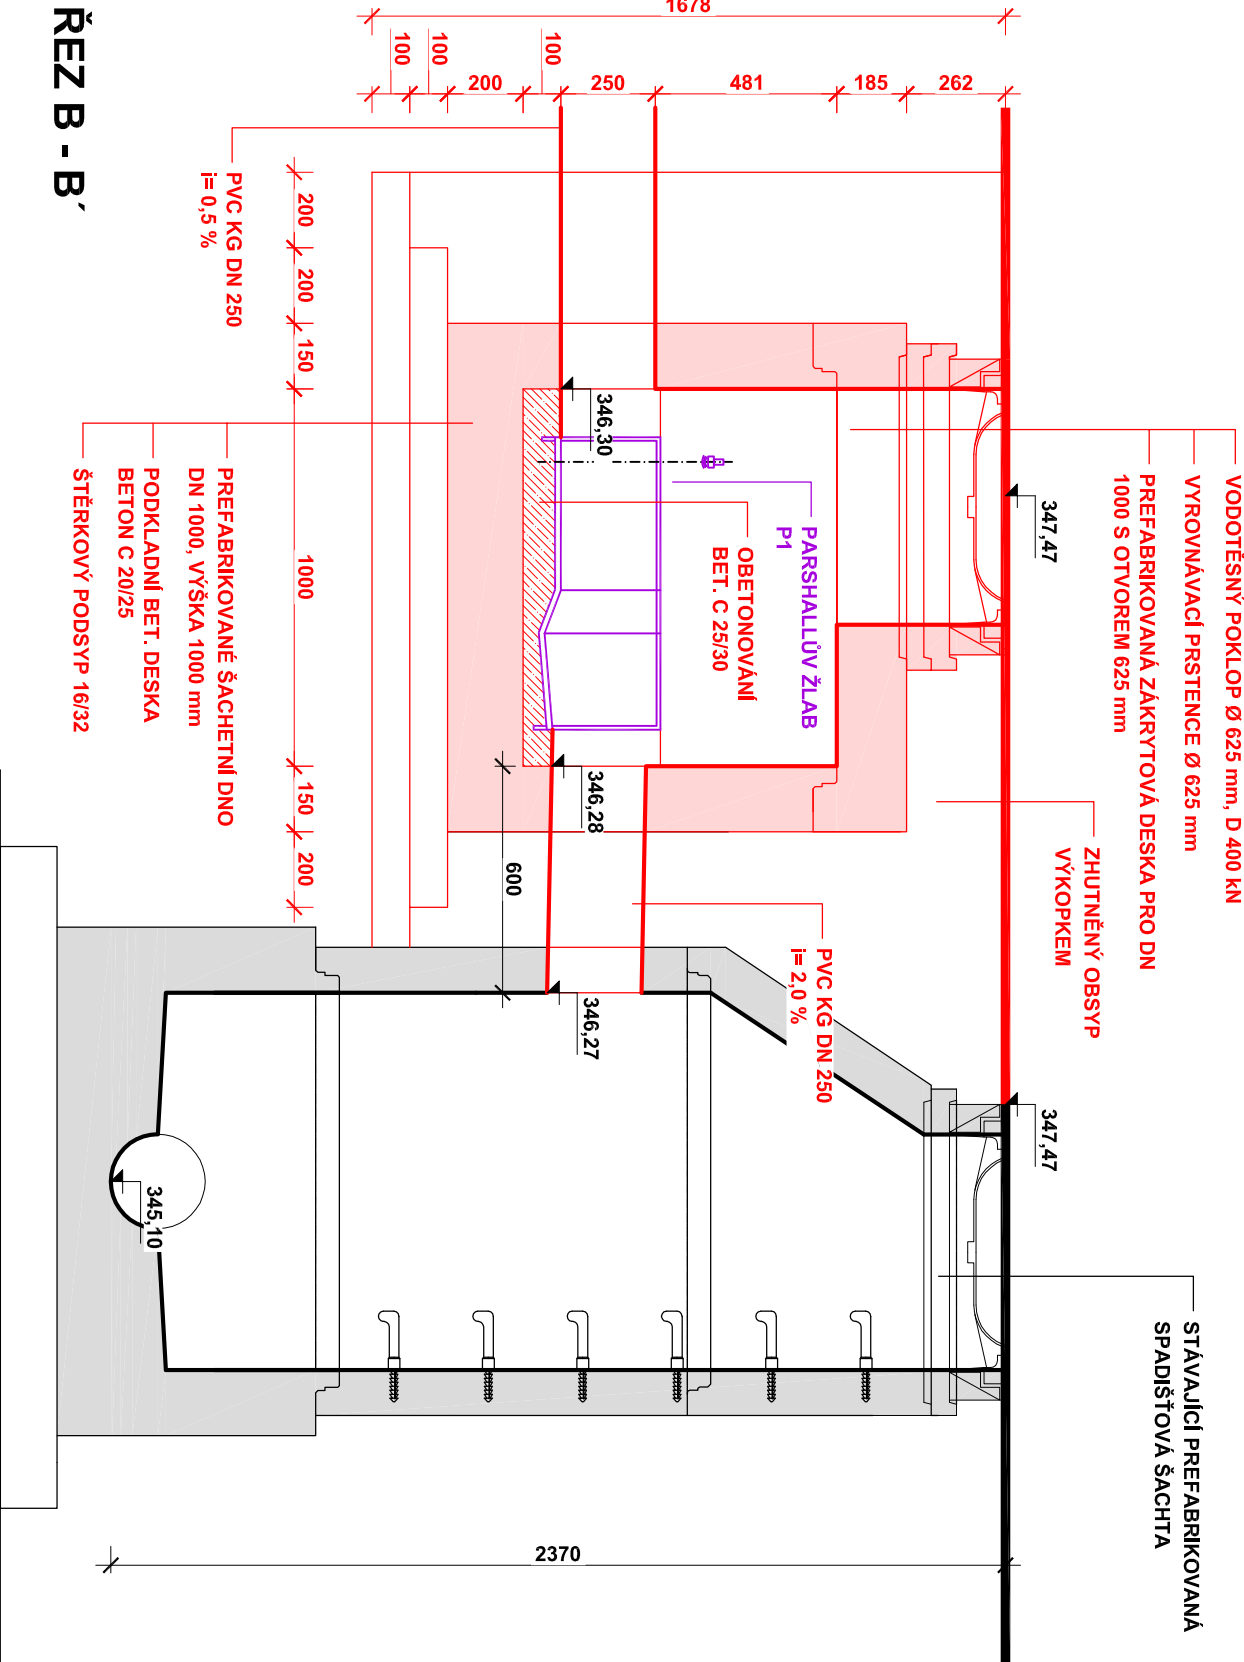 VODOTĚSNÝ POKLOP Ø 625 mm, D 400 kN
VYROVNÁVACÍ PRSTENCE Ø 625 mm
PREFABRIKOVANÁ ZÁKRYTOVÁ DESKA PRO DN
1000 S OTVOREM 625 mm
ZHUTNĚNÝ OBSYP
VÝKOPKEM
STÁVAJÍCÍ PREFABRIKOVANÁ
SPADIŠŤOVÁ ŠACHTA
347,47
347,47
262
185
481
250
100
200
100
100
1678
PARSHALLŮV ŽLAB
P1
OBETONOVÁNÍ
BET. C 25/30
PVC KG DN 250
i= 2,0 %
346,30
346,28
346,27
600
2370
200
200
150
1000
150
200
PVC KG DN 250
i= 0,5 %
PREFABRIKOVANÉ ŠACHETNÍ DNO
DN 1000, VÝŠKA 1000 mm
PODKLADNÍ BET. DESKA
BETON C 20/25
ŠTĚRKOVÝ PODSYP 16/32
345,10
ŘEZ B - B´